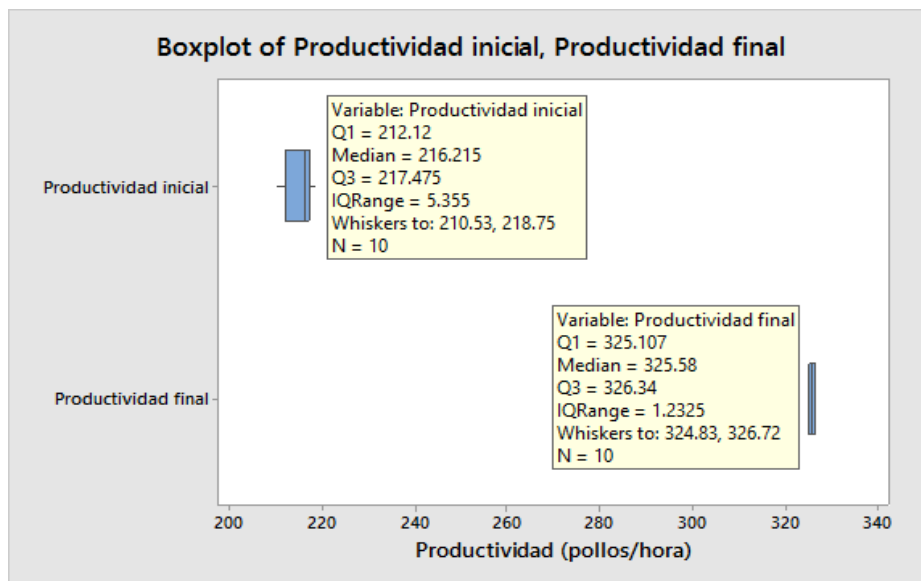 Boxplot of Productividad inicial, Productividad final
Productividad inicial
Variable: Productividad inicial
Q1 = 212.12
Median = 216.215
Q3 = 217.475
IQRange = 5.355
Whiskers to: 210.53, 218.75
N = 10
Productividad final
Variable: Productividad final
Q1 = 325.107
Median = 325.58
Q3 = 326.34
IQRange = 1.2325
Whiskers to: 324.83, 326.72
N = 10
200 220 240 260 280 300 320 340
Productividad (pollos/hora)